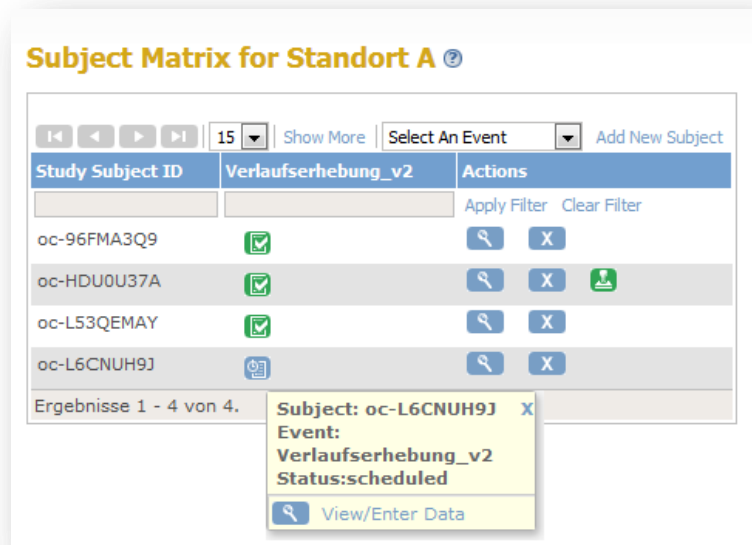 Subject Matrix for Standort A ?
15 Show More Select An Event Add New Subject
Study Subject ID Verlaufserhebung_v2 Actions
Apply Filter Clear Filter
oc-96FMA3Q9 X
oc-HDU0U37A X
oc-L53QEMAY X
oc-L6CNUH9J X
Ergebnisse 1 - 4 von 4.
Subject: oc-L6CNUH9J X
Event:
Verlaufserhebung_v2
Status:scheduled
View/Enter Data